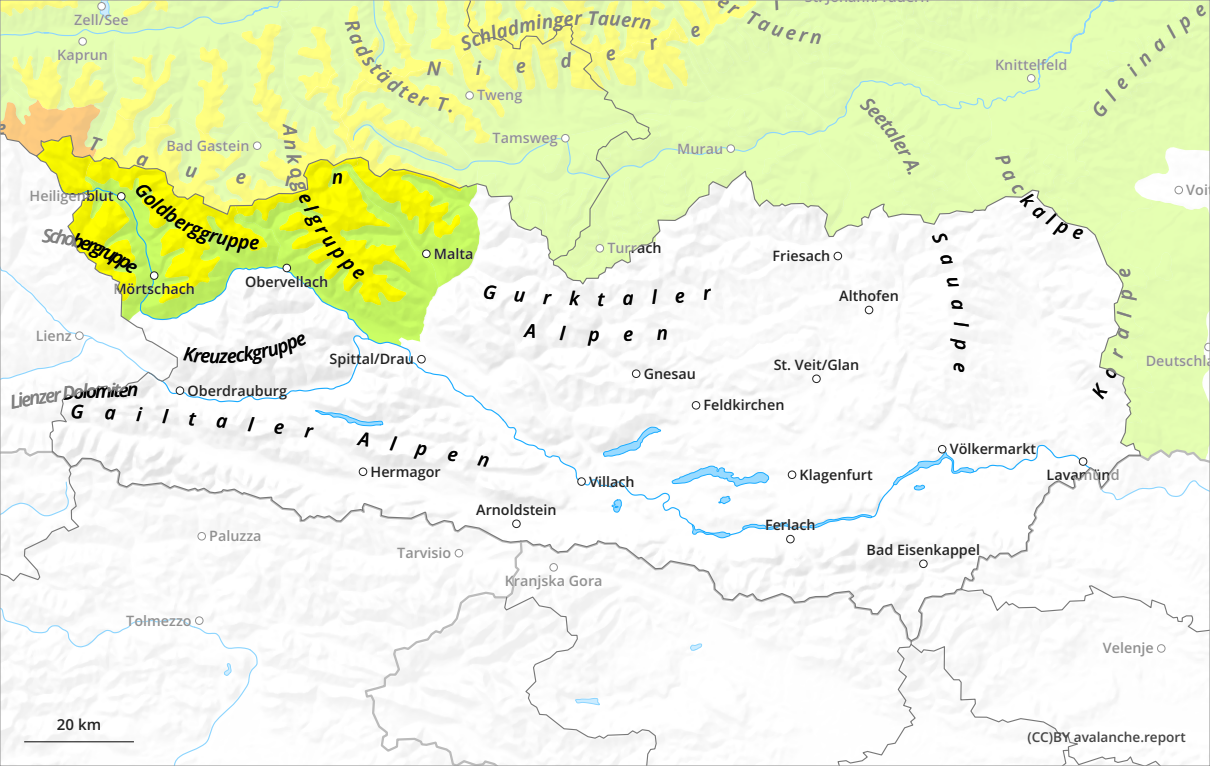 Zell/See
Kaprun
Schladminger Tauern
er Tauern
Radstädter T.
Niedere
Gleinalpe
Knittelfeld
Tweng
Tamsweg
Murau
Seetaler A.
Bad Gastein
e Tauern
Ankogelgruppe
Packalpe
Heiligenblut
Goldberggruppe
Schobergruppe
Malta
Turrach
Friesach
Saualpe
Mörtschach
Obervellach
Gurktaler
Alpen
Althofen
Koralpe
Lienz
Kreuzeckgruppe
Spittal/Drau
Gnesau
St. Veit/Glan
Deutschla
Lienzer Dolomiten
Oberdrauburg
Feldkirchen
Gailtaler Alpen
Hermagor
Villach
Klagenfurt
Völkermarkt
Lavamünd
Arnoldstein
Ferlach
Bad Eisenkappel
Paluzza
Tarvisio
Kranjska Gora
Tolmezzo
Velenje
20 km
(CC)BY avalanche.report